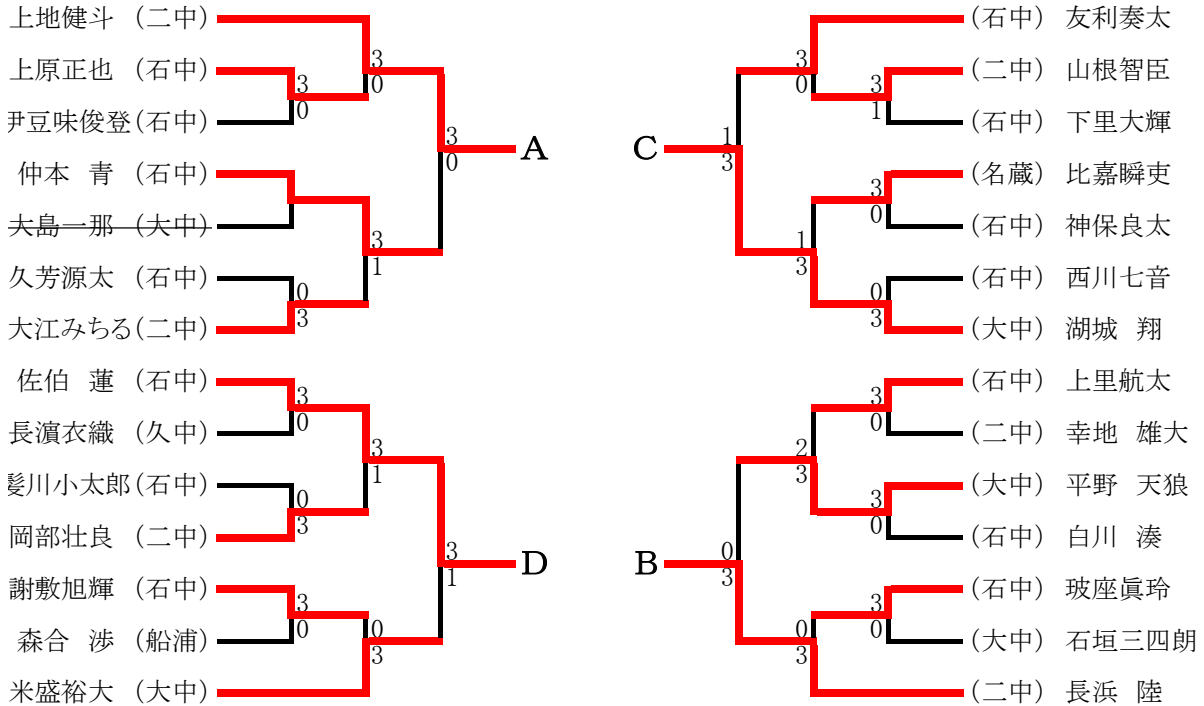 上地健斗 （二中）
上原正也 （石中）
伊豆味俊登(石中)
仲本 青 （石中）
大島一那 （大中）
久芳源太 （石中）
大江みちる(二中)
3
0
3
0
3
1
0
3
3
0
A
佐伯 蓮 （石中）
長濵衣織 （久中）
髪川小太郎(石中)
岡部壮良 （二中）
謝敷旭輝 （石中）
森合 渉 （船浦）
米盛裕大 （大中）
3
0
3
1
0
3
3
0
0
3
3
1
D
C
1
3
3
0
1
3
3
1
3
0
0
3
(石中） 友利奏太
(二中） 山根智臣
(石中） 下里大輝
(名蔵） 比嘉瞬吏
(石中） 神保良太
(石中） 西川七音
(大中） 湖城 翔
B
0
3
2
3
0
3
3
0
3
0
3
0
(石中） 上里航太
(二中） 幸地 雄大
(大中） 平野 天狼
(石中） 白川 湊
(石中） 玻座眞玲
(大中） 石垣三四朗
(二中） 長浜 陸